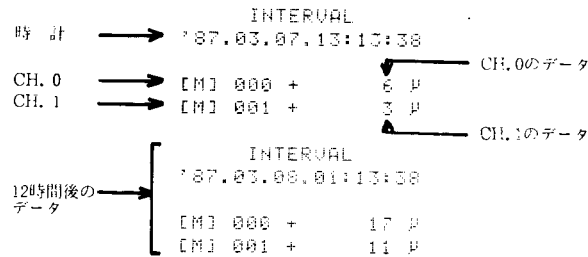 INTERVAL
時 計 '87.03.07.13:13:38
CH.0のデータ
CH. 0 [M] 000 + 6 μ
CH. 1 [M] 001 + 3 μ
CH.1のデータ
INTERVAL
'87.03.08.01:13:38
12時間後の
データ
[M] 000 + 17 μ
[M] 001 + 11 μ